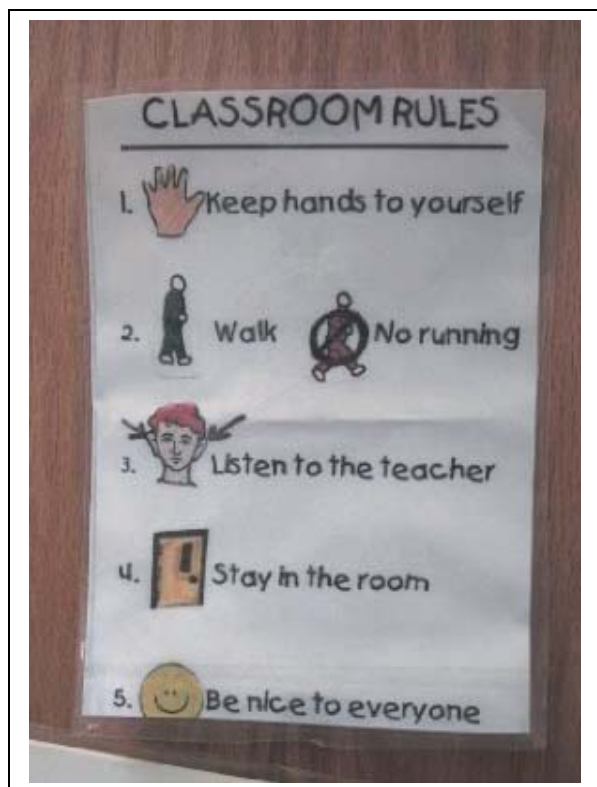 CLASSROOM RULES
1. Keep hands to yourself
2. Walk No running
3. Listen to the teacher
4. Stay in the room
5. Be nice to everyone